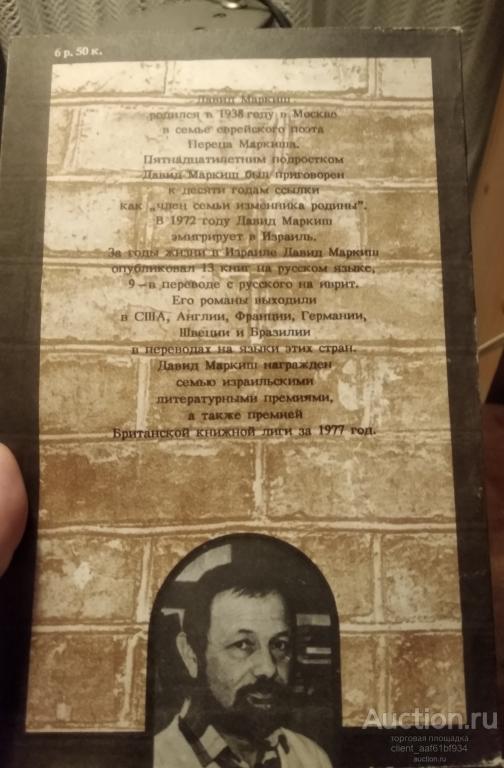 6 р. 50 к.
Давид Маркиш
родился в 1938 году в Москве
в семье еврейского поэта
Переца Маркиша.
Пятнадцатилетним подростком
Давид Маркиш был приговорен
к десяти годам ссылки
как „член семьи изменника родины".
В 1972 году Давид Маркиш
эмигрирует в Израиль.
За годы жизни в Израиле Давид Маркиш
опубликовал 13 книг на русском языке,
9 – в переводе с русского на иврит.
Его романы выходили
в США, Англии, Франции, Германии,
Швеции и Бразилии
в переводах на языки этих стран.
Давид Маркиш награжден
семью израильскими
литературными премиями,
а также премией
Британской книжной лиги за 1977 год.
Auction.ru
торговая площадка
client_aaf61bf934
auction.ru